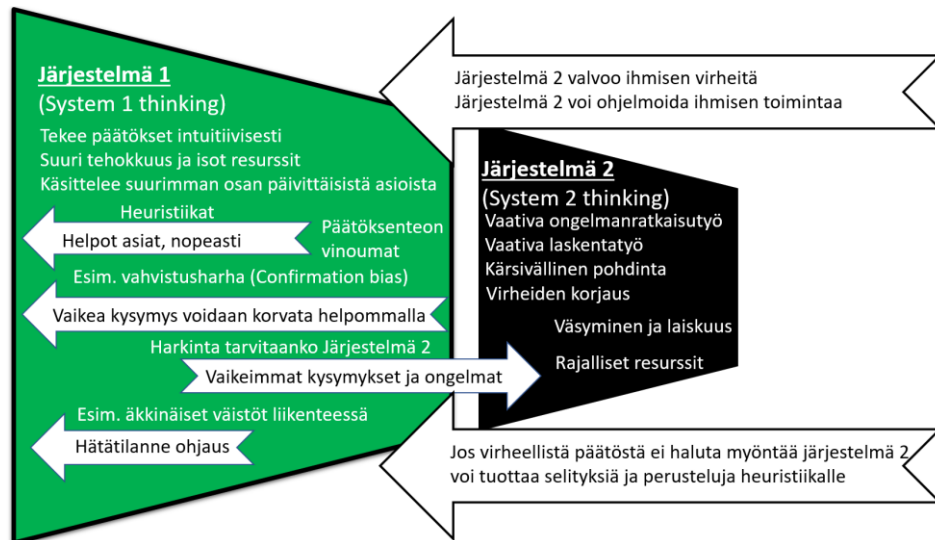 Järjestelmä 1
(System 1 thinking)
Tekee päätökset intuitiivisesti
Suuri tehokkuus ja isot resurssit
Käsittelee suurimman osan päivittäisistä asioista
Heuristiikat
Helpot asiat, nopeasti
Päätöksenteon
vinoumat
Esim. vahvistusharha (Confirmation bias)
Vaikea kysymys voidaan korvata helpommalla
Harkinta tarvitaanko Järjestelmä 2
Vaikeimmat kysymykset ja ongelmat
Esim. äkkinäiset väistöt liikenteessä
Hätätilanne ohjaus
Järjestelmä 2 valvoo ihmisen virheitä
Järjestelmä 2 voi ohjelmoida ihmisen toimintaa
Järjestelmä 2
(System 2 thinking)
Vaativa ongelmanratkaisutyö
Vaativa laskentatyö
Kärsivällinen pohdinta
Virheiden korjaus
Väsyminen ja laiskuus
Rajalliset resurssit
Jos virheellistä päätöstä ei haluta myöntää järjestelmä 2
voi tuottaa selityksiä ja perusteluja heuristiikalle